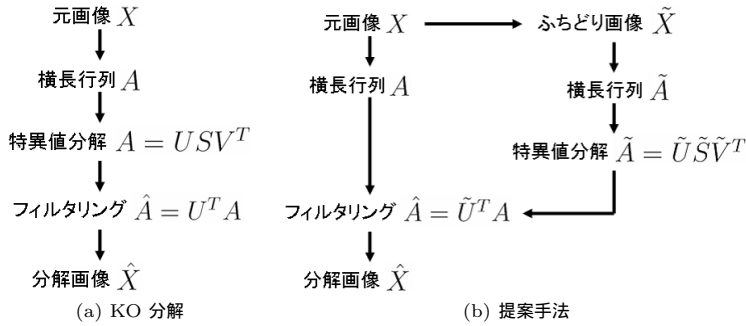 元画像 X
横長行列 A
特異値分解 A = USV^T
フィルタリング Â = U^T A
分解画像 X̂
(a) KO 分解
元画像 X
ふちどり画像 X̃
横長行列 A
横長行列 Ã
特異値分解 Ã = ŨS̃Ṽ^T
フィルタリング Â = Ũ^T A
分解画像 X̂
(b) 提案手法